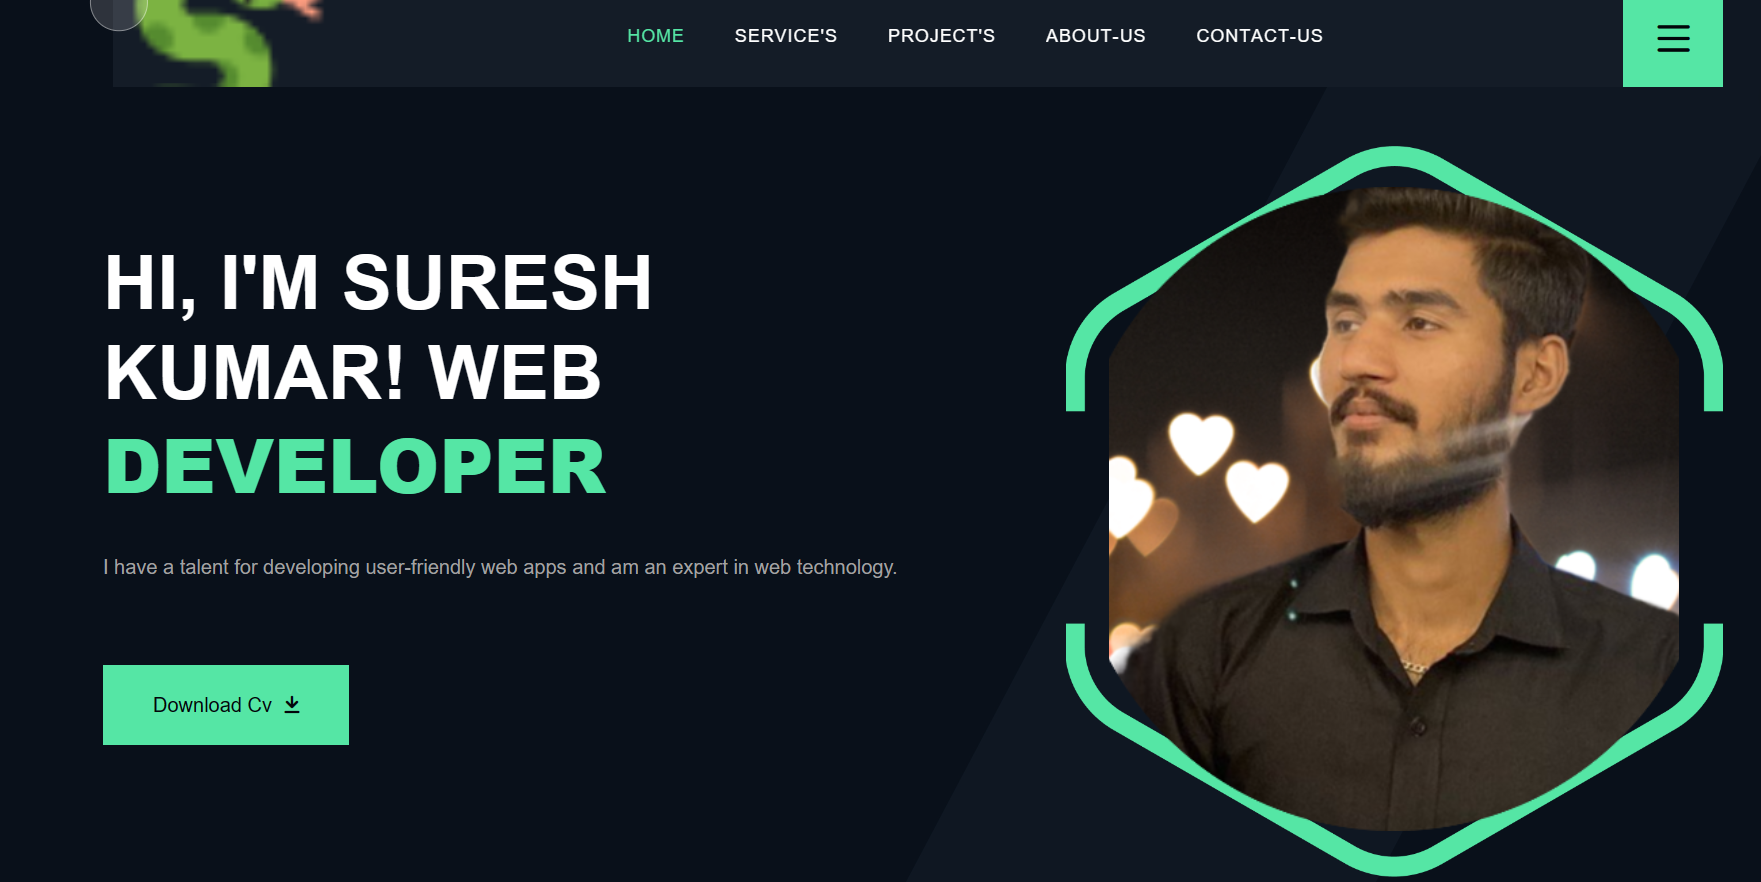 HOME SERVICE'S PROJECT'S ABOUT-US CONTACT-US
HI, I'M SURESH
KUMAR! WEB
DEVELOPER
I have a talent for developing user-friendly web apps and am an expert in web technology.
Download Cv